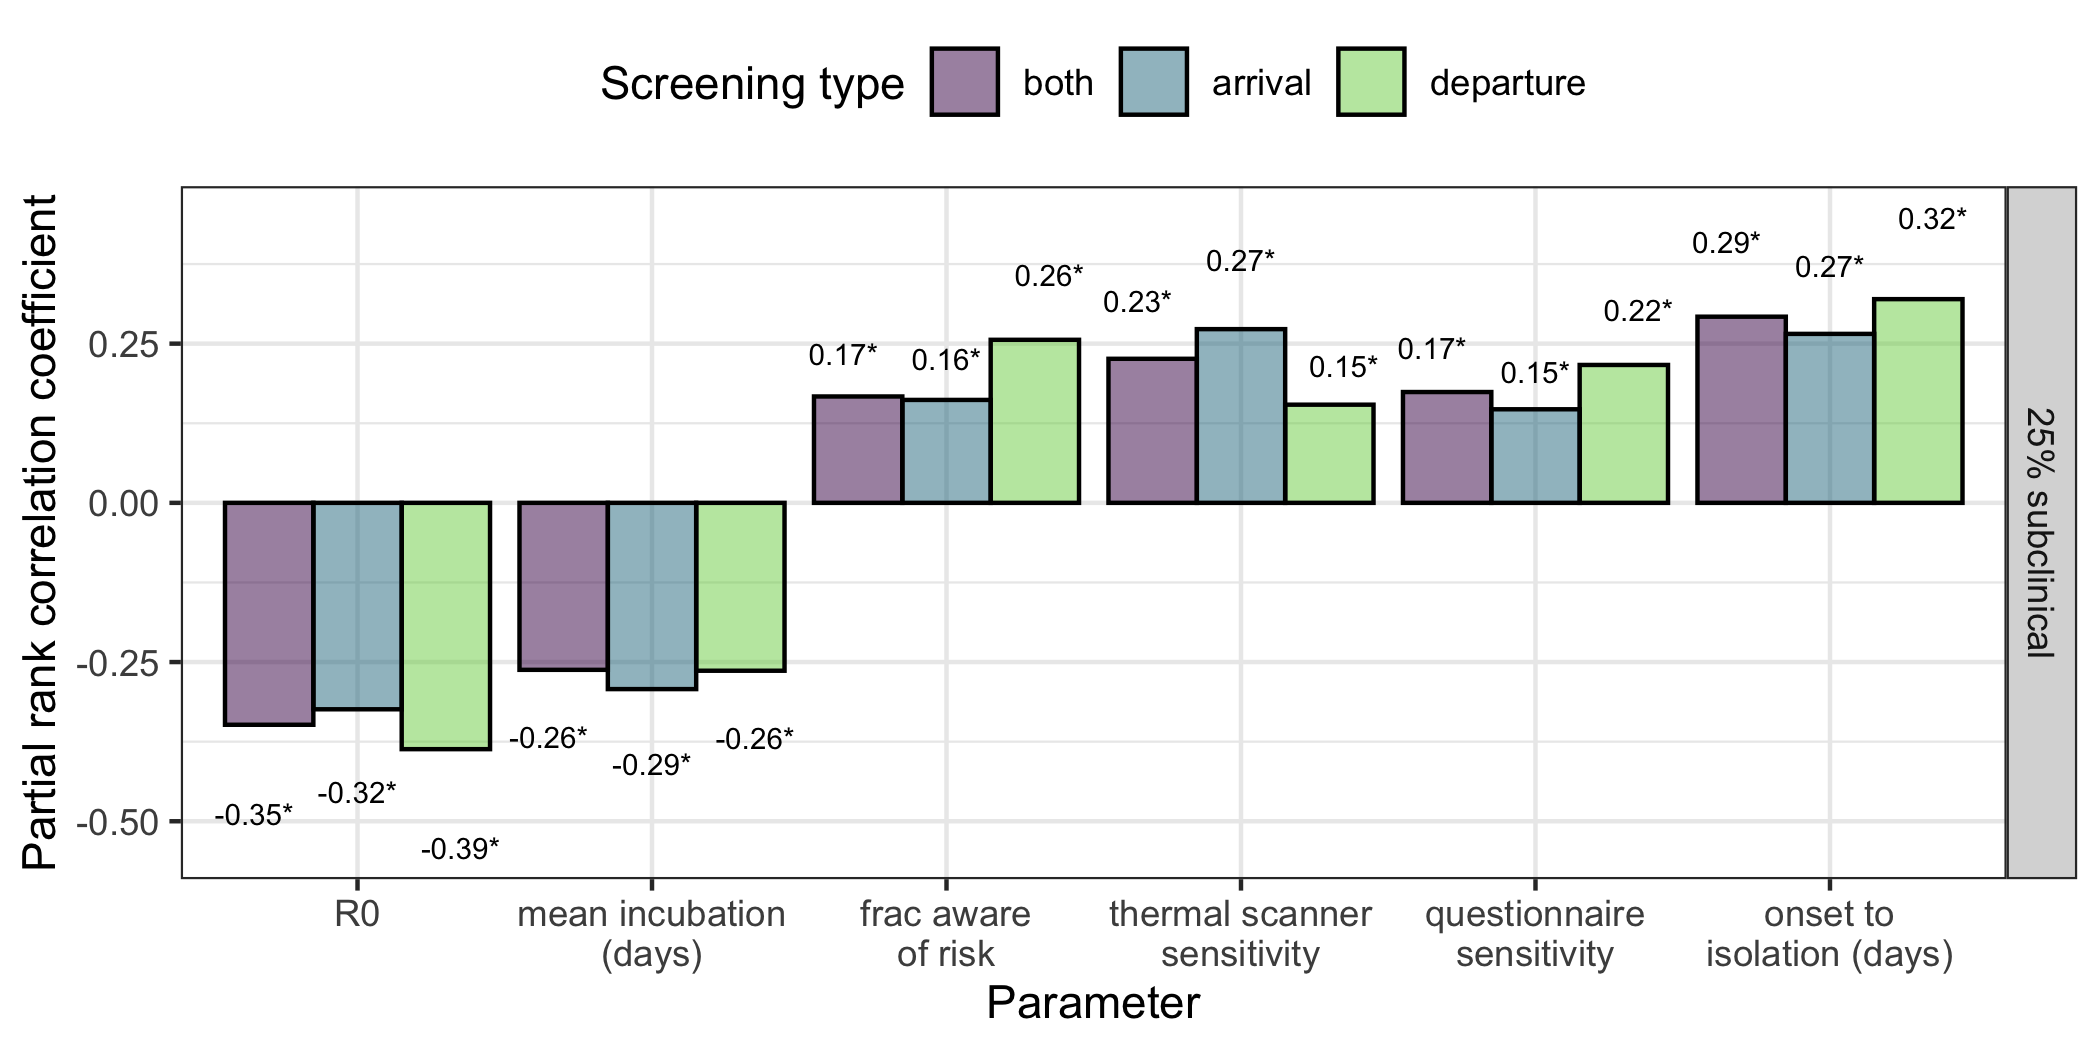 Screening type both arrival departure
Partial rank correlation coefficient
0.25
0.00
-0.25
-0.50
-0.35*
-0.32*
-0.39*
-0.26*
-0.29*
-0.26*
0.17*
0.16*
0.26*
0.23*
0.27*
0.15*
0.17*
0.15*
0.22*
0.29*
0.27*
0.32*
25% subclinical
R0
mean incubation
(days)
frac aware
of risk
thermal scanner
sensitivity
questionnaire
sensitivity
onset to
isolation (days)
Parameter